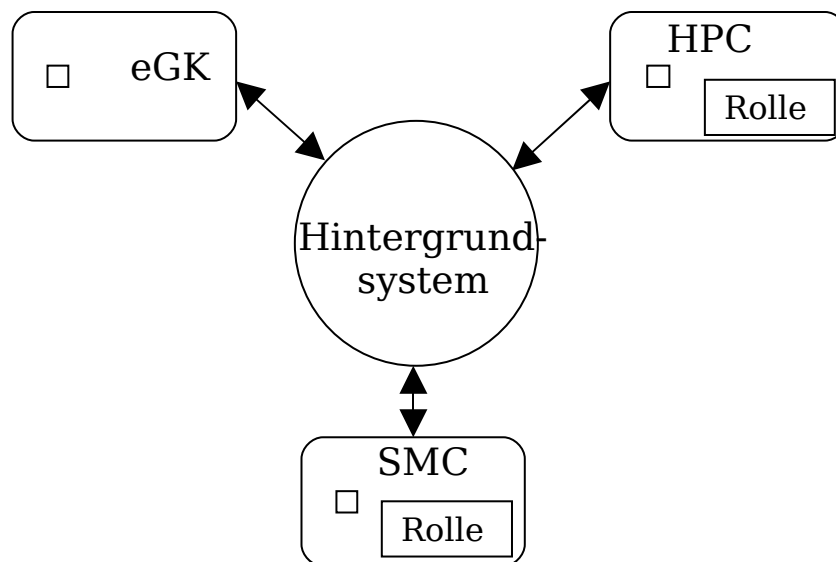 eGK
HPC
Rolle
Hintergrund-
system
SMC
Rolle